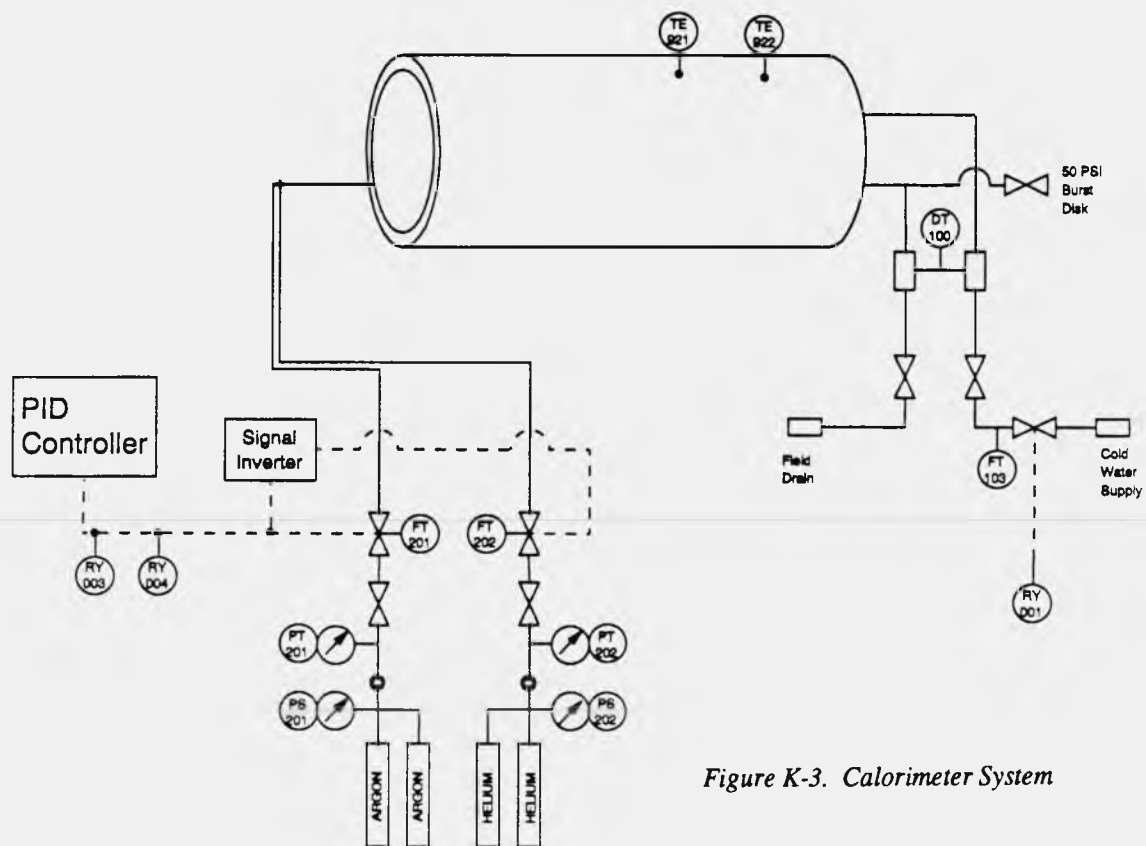 TE
921
TE
922
50 PSI
Burst
Disk
DT
100
PID
Controller
Signal
Inverter
Field
Drain
FT
103
Cold
Water
Supply
FT
201
FT
202
RY
003
RY
004
RY
001
PT
201
PT
202
PS
201
PS
202
ARGON
ARGON
HELIUM
HELIUM
Figure K-3. Calorimeter System